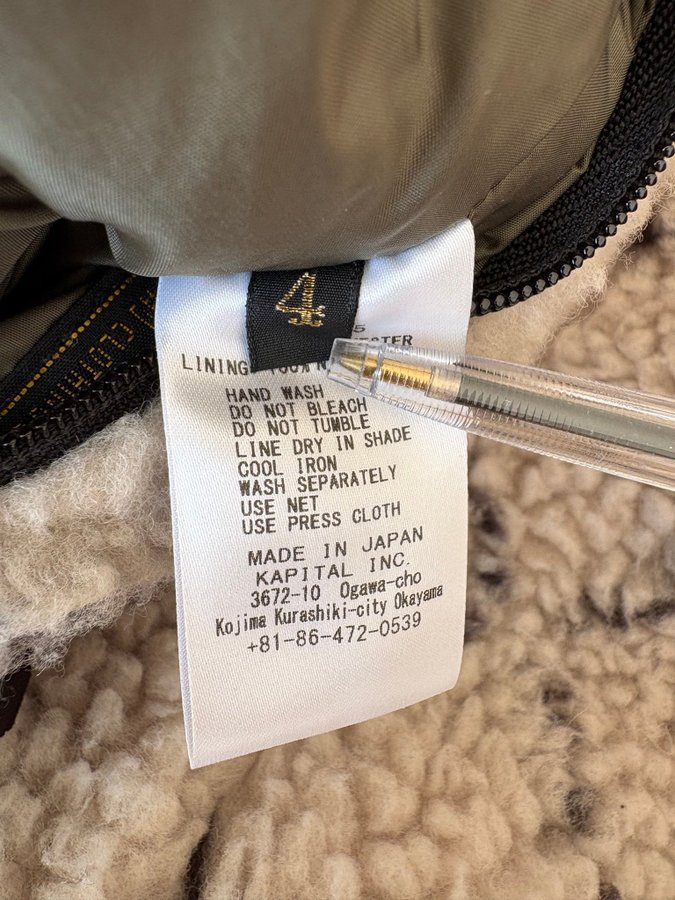 4
5
LINING
HAND WASH
DO NOT BLEACH
DO NOT TUMBLE
LINE DRY IN SHADE
COOL IRON
WASH SEPARATELY
USE NET
USE PRESS CLOTH
MADE IN JAPAN
KAPITAL INC.
3672-10 Ogawa-cho
Kojima Kurashiki-city Okayama
+81-86-472-0539